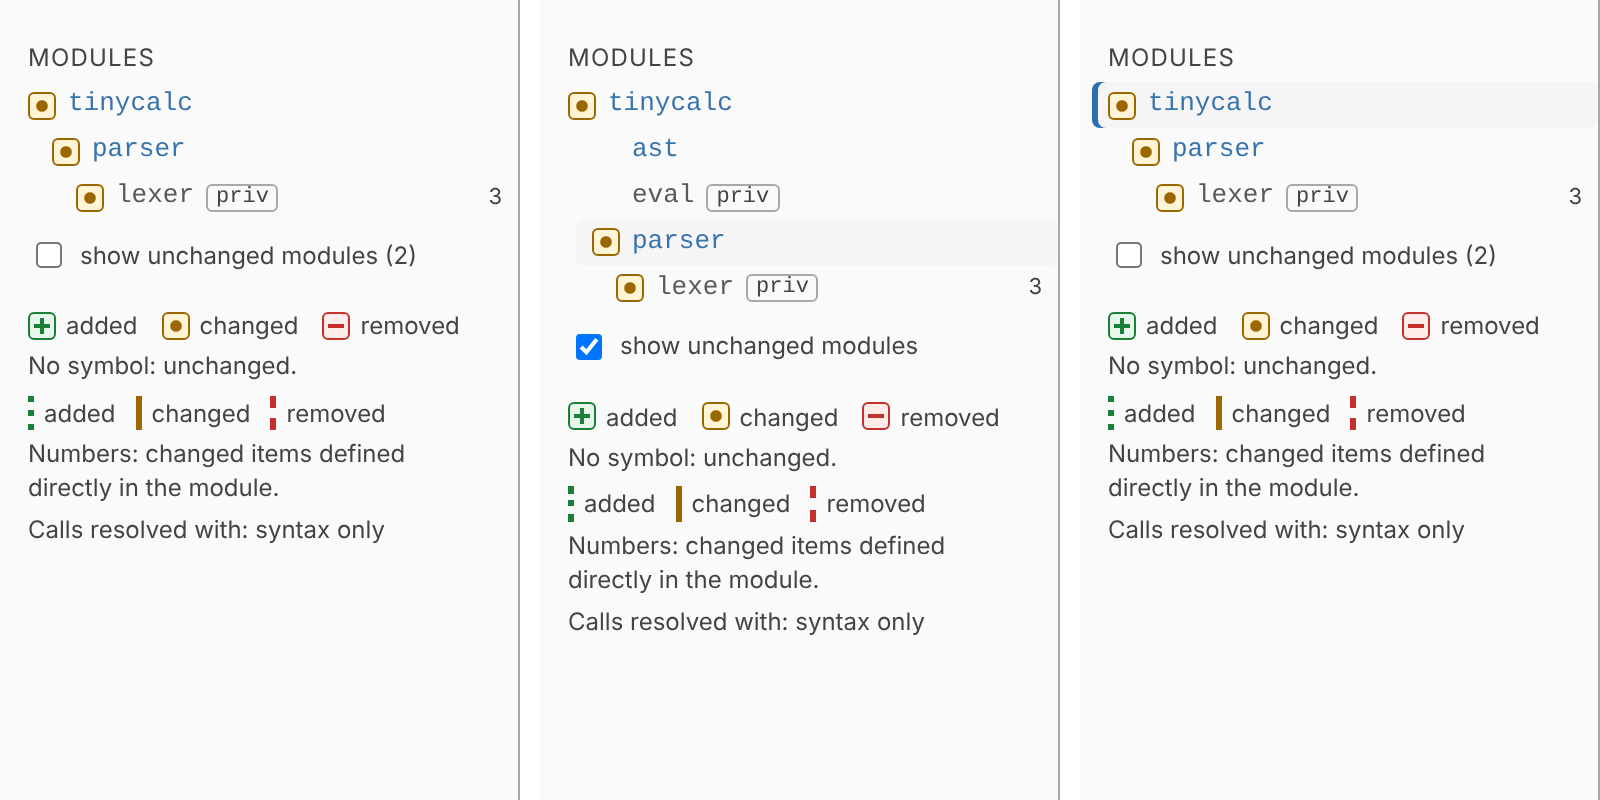 MODULES
tinycalc
parser
lexer priv 3
show unchanged modules (2)
added changed removed
No symbol: unchanged.
added changed removed
Numbers: changed items defined
directly in the module.
Calls resolved with: syntax only
MODULES
tinycalc
ast
eval priv
parser
lexer priv 3
show unchanged modules
added changed removed
No symbol: unchanged.
added changed removed
Numbers: changed items defined
directly in the module.
Calls resolved with: syntax only
MODULES
tinycalc
parser
lexer priv 3
show unchanged modules (2)
added changed removed
No symbol: unchanged.
added changed removed
Numbers: changed items defined
directly in the module.
Calls resolved with: syntax only